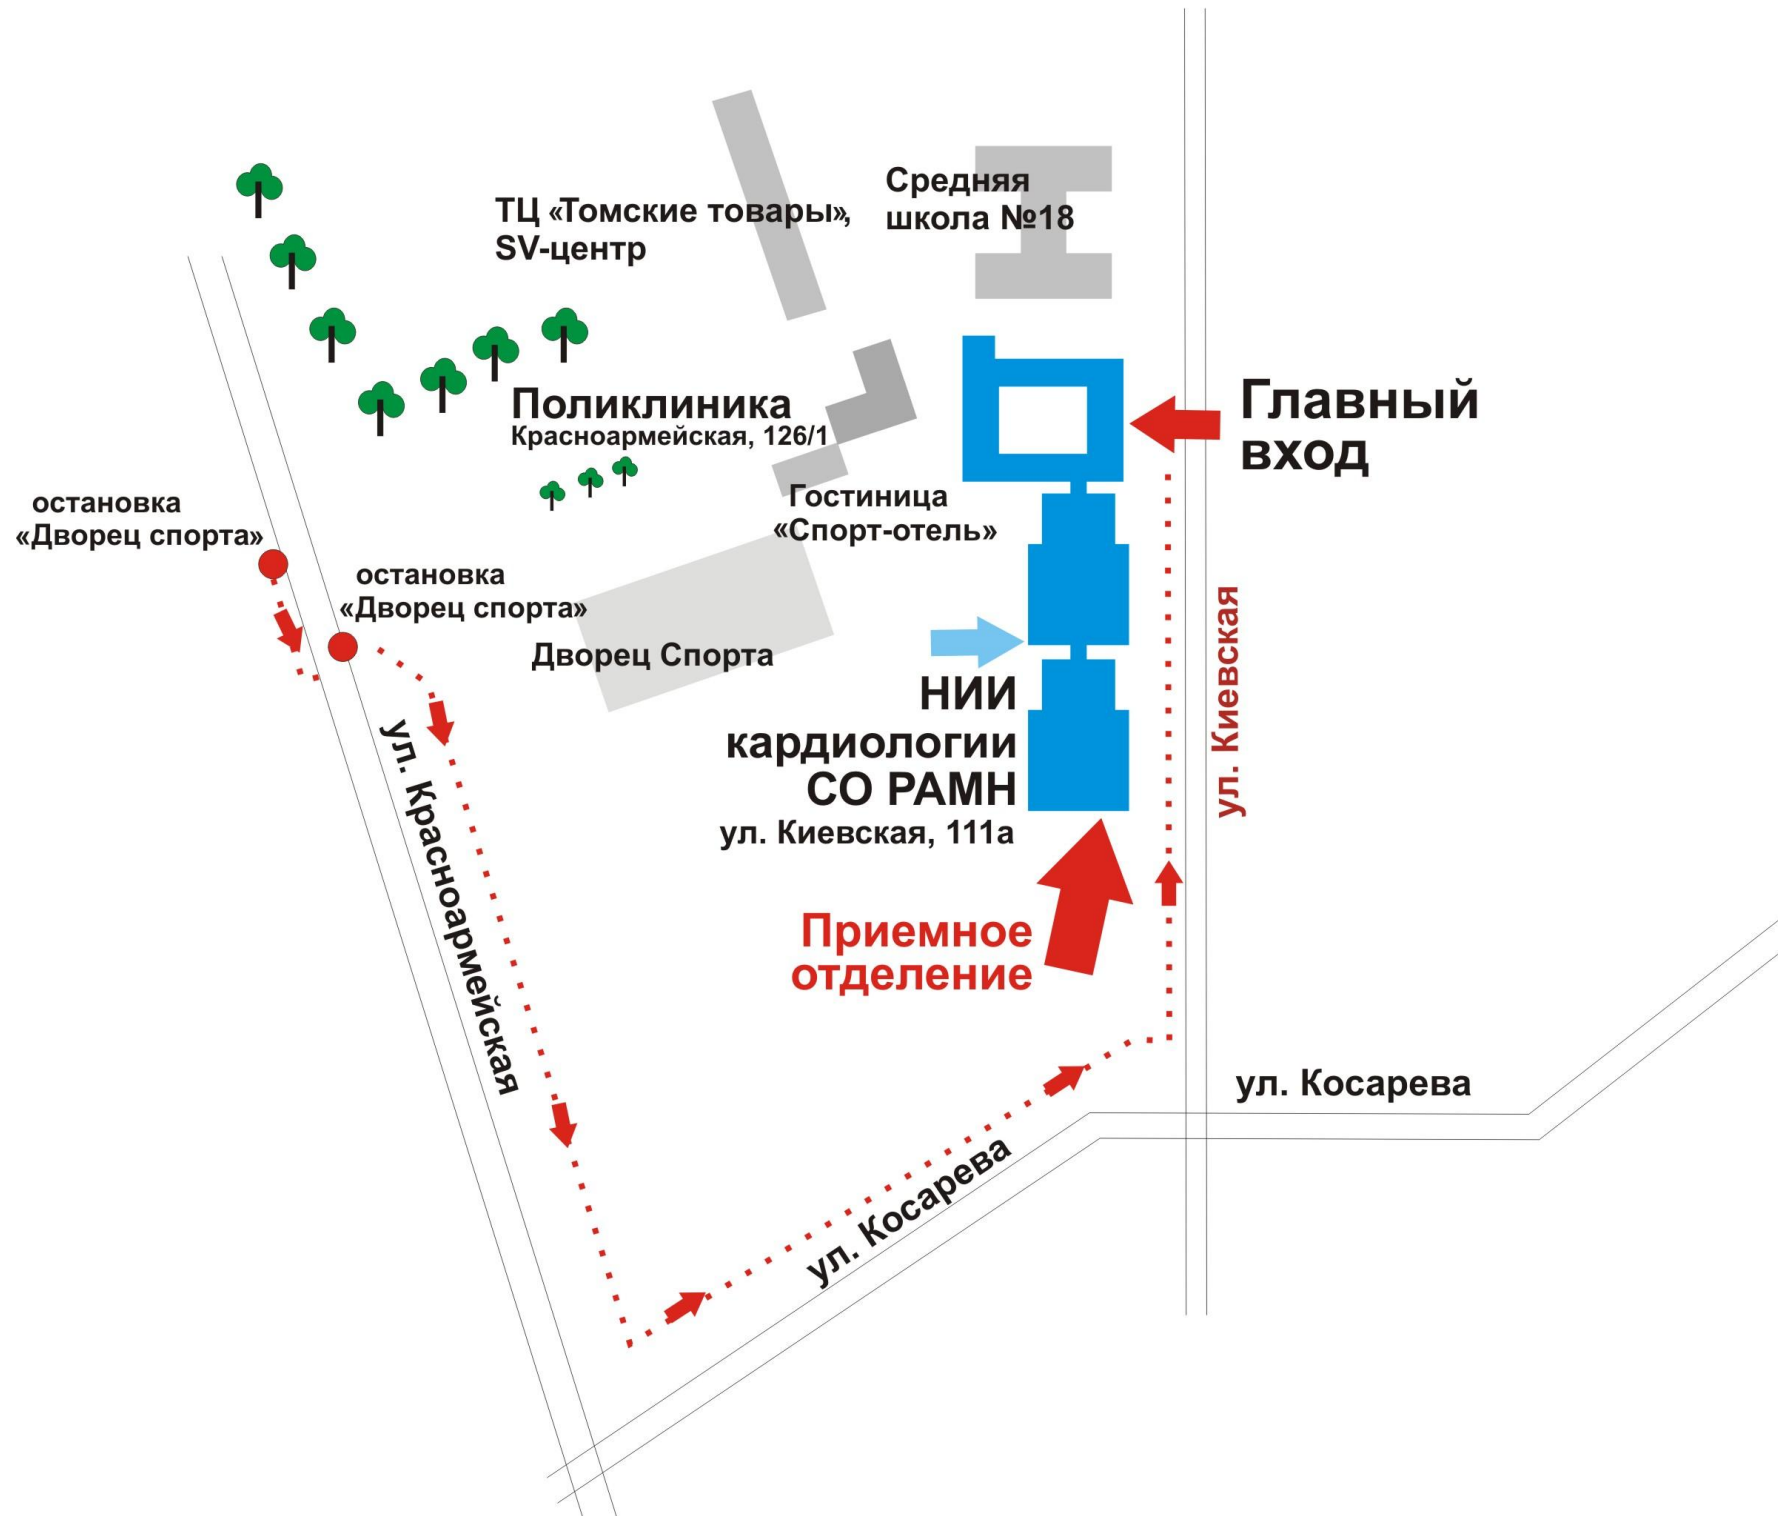 Средняя
школа №18
ТЦ «Томские товары»,
SV-центр
Поликлиника
Красноармейская, 126/1
Главный
вход
остановка
«Дворец спорта»
Гостиница
«Спорт-отель»
остановка
«Дворец спорта»
Дворец Спорта
НИИ
кардиологии
СО РАМН
ул. Киевская, 111а
ул. Киевская
ул. Красноармейская
Приемное
отделение
ул. Косарева
ул. Косарева